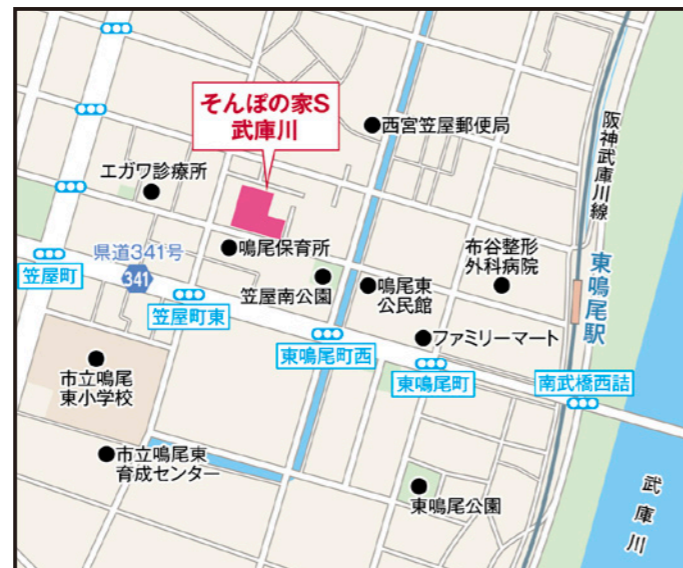 そんぽの家S
武庫川
西宮笠屋郵便局
阪神武庫川線
エガワ診療所
県道341号
341
鳴尾保育所
笠屋町
笠屋町東
笠屋南公園
鳴尾東
公民館
布谷整形
外科病院
東鳴尾駅
ファミリーマート
東鳴尾町西
東鳴尾町
南武橋西詰
市立鳴尾
東小学校
市立鳴尾東
育成センター
東鳴尾公園
武庫川